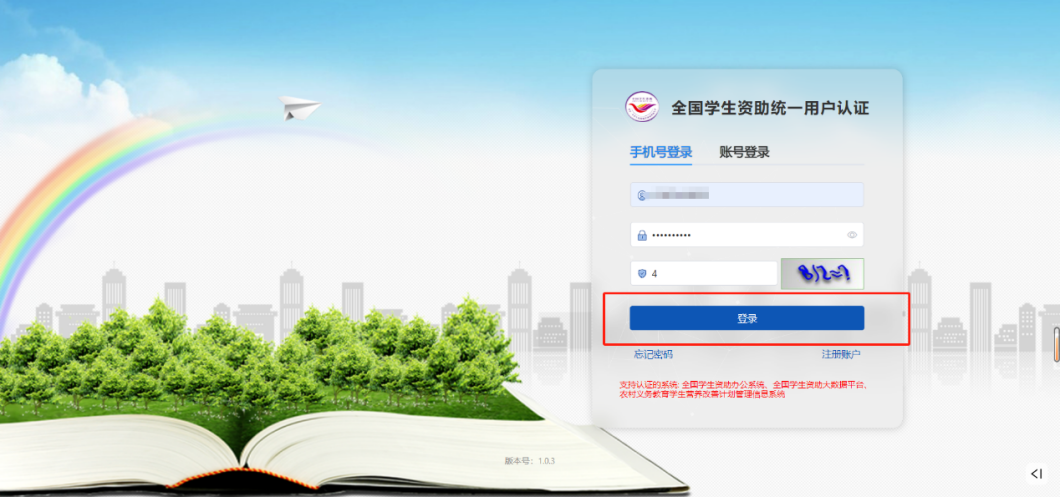 全国学生资助统一用户认证
手机号登录 账号登录
••••••••••
4 8/2=?
登录
忘记密码 注册账户
支持认证的系统: 全国学生资助办公系统、全国学生资助大数据平台、
农村义务教育学生营养改善计划管理信息系统
版本号: 1.0.3